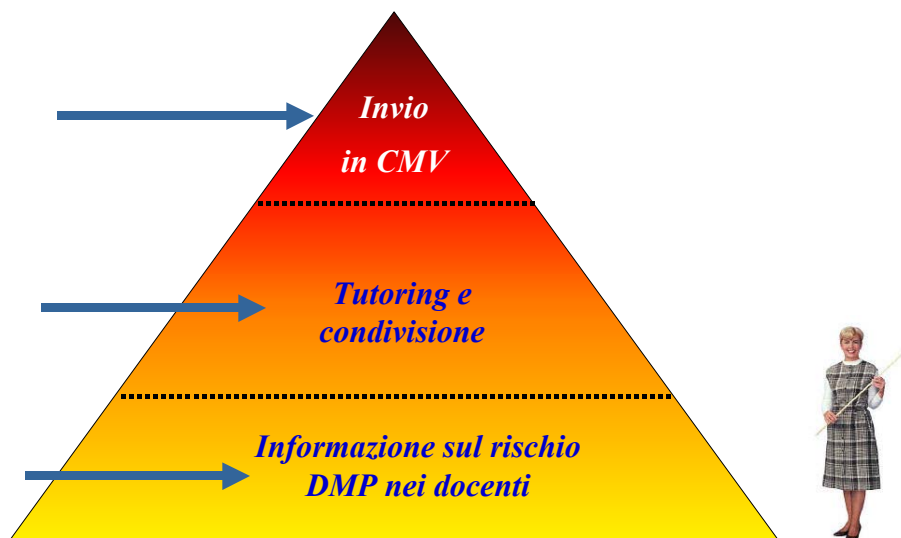 Invio
in CMV
Tutoring e
condivisione
Informazione sul rischio
DMP nei docenti